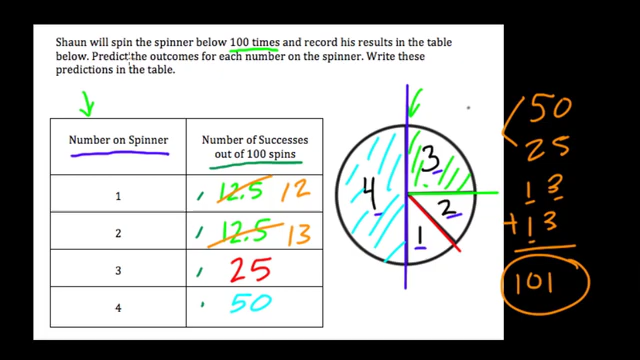 Shaun will spin the spinner below 100 times and record his results in the table
below. Predict the outcomes for each number on the spinner. Write these
predictions in the table.
Number on Spinner Number of Successes out of 100 spins
1 12.5 12
2 12.5 13
3 25
4 50
3
4
2
1
50
25
13
+ 13
101